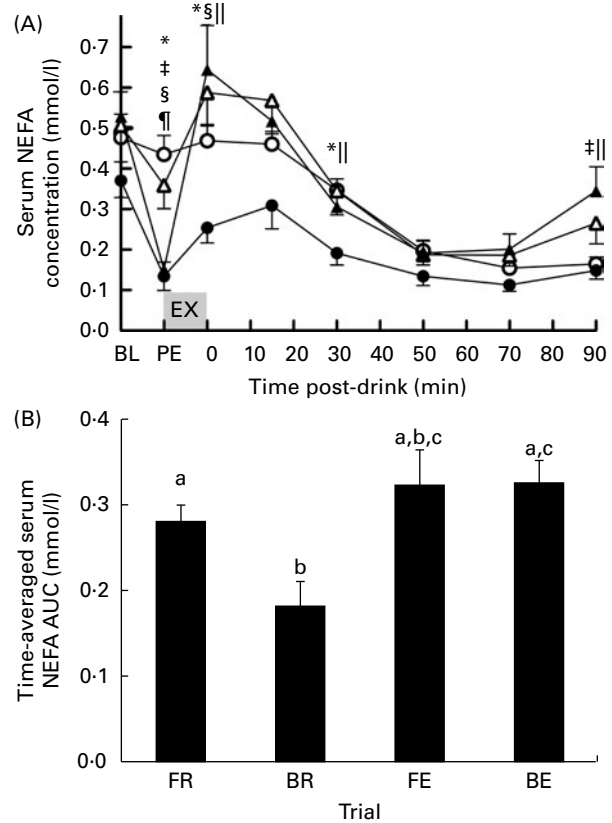 (A)
Serum NEFA
concentration (mmol/l)
0·7
0·6
0·5
0·4
0·3
0·2
0·1
0·0
*
‡
§
¶
*§||
*||
‡||
EX
BL PE 0 10 20 30 40 50 60 70 80 90
Time post-drink (min)
(B)
Time-averaged serum
NEFA AUC (mmol/l)
0·4
0·3
0·2
0·1
0·0
a
b
a,b,c
a,c
FR BR FE BE
Trial